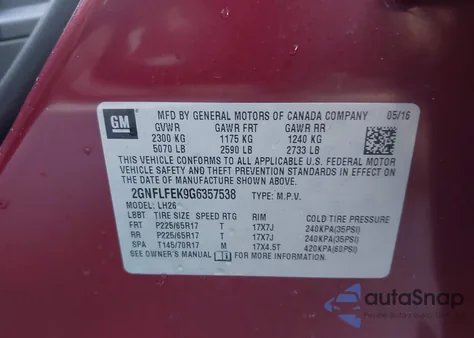 GM
MFD BY GENERAL MOTORS OF CANADA COMPANY 05/16
GVWR GAWR FRT GAWR RR
2300 KG 1175 KG 1240 KG
5070 LB 2590 LB 2733 LB
THIS VEHICLE CONFORMS TO ALL APPLICABLE U.S. FEDERAL MOTOR
VEHICLE SAFETY, BUMPER, AND THEFT PREVENTION STANDARDS
IN EFFECT ON THE DATE OF MANUFACTURE SHOWN ABOVE.
2GNFLFEK9G6357538 TYPE: M.P.V.
MODEL: LH26
LBBT TIRE SIZE SPEED RTG RIM COLD TIRE PRESSURE
FRT P225/65R17 T 17X7J 240KPA(35PSI)
RR P225/65R17 T 17X7J 240KPA(35PSI)
SPA T145/70R17 M 17X4.5T 420KPA(60PSI)
SEE OWNER'S MANUAL FOR MORE INFORMATION.
autoSnap